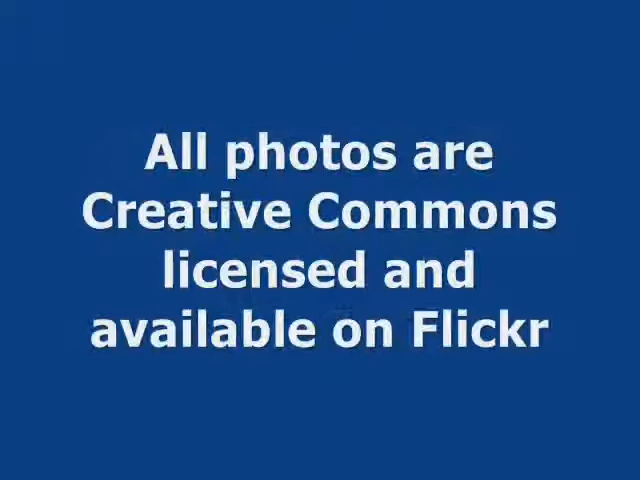 All photos are
Creative Commons
licensed and
available on Flickr